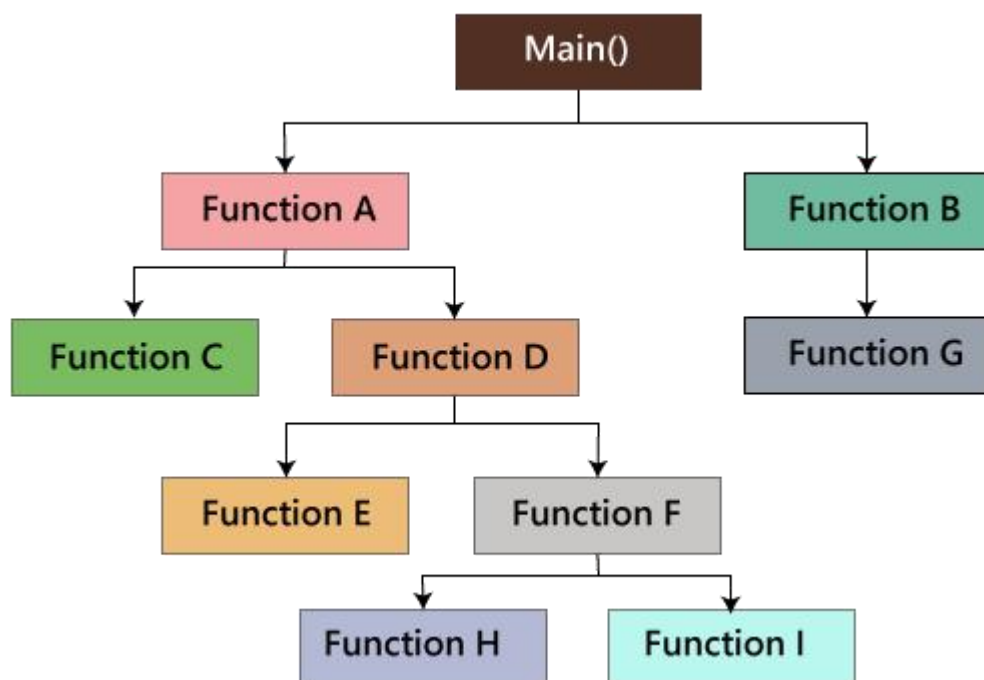 Main()
Function A
Function B
Function C
Function D
Function G
Function E
Function F
Function H
Function I